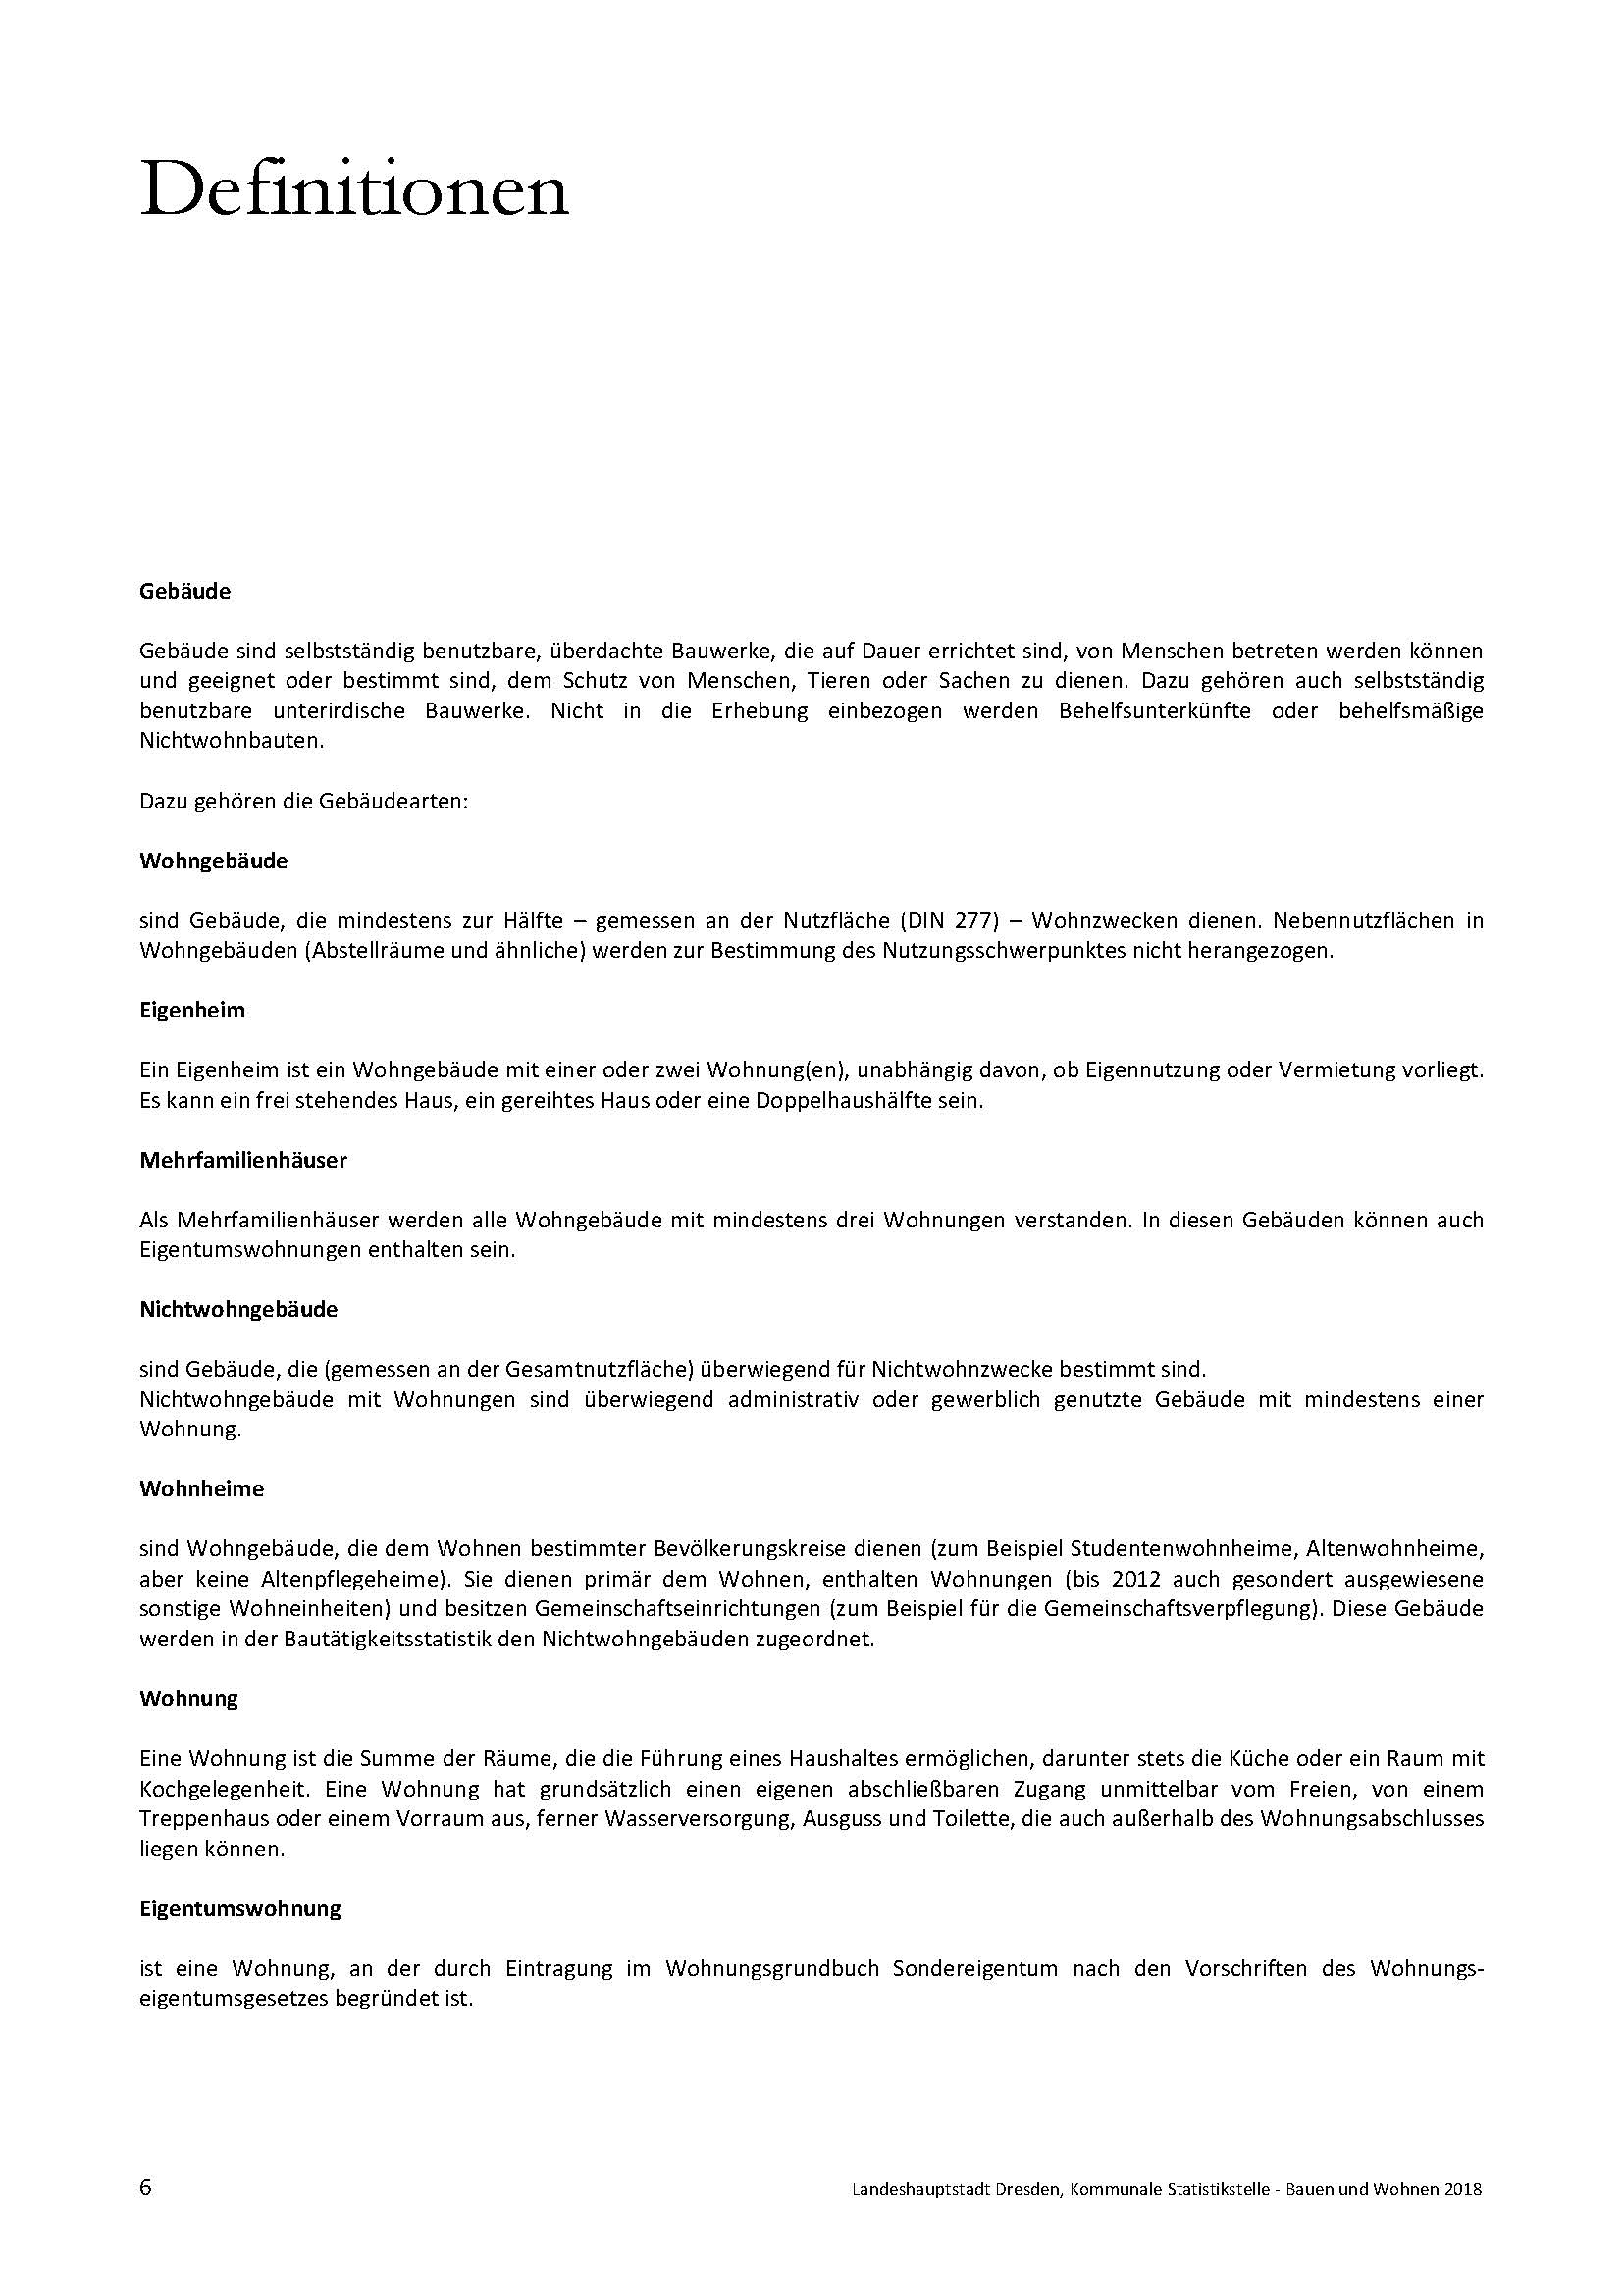 Definitionen
Gebäude
Gebäude sind selbstständig benutzbare, überdachte Bauwerke, die auf Dauer errichtet sind, von Menschen betreten werden können
und geeignet oder bestimmt sind, dem Schutz von Menschen, Tieren oder Sachen zu dienen. Dazu gehören auch selbstständig
benutzbare unterirdische Bauwerke. Nicht in die Erhebung einbezogen werden Behelfsunterkünfte oder behelfsmäßige
Nichtwohnbauten.
Dazu gehören die Gebäudearten:
Wohngebäude
sind Gebäude, die mindestens zur Hälfte – gemessen an der Nutzfläche (DIN 277) – Wohnzwecken dienen. Nebennutzflächen in
Wohngebäuden (Abstellräume und ähnliche) werden zur Bestimmung des Nutzungsschwerpunktes nicht herangezogen.
Eigenheim
Ein Eigenheim ist ein Wohngebäude mit einer oder zwei Wohnung(en), unabhängig davon, ob Eigennutzung oder Vermietung vorliegt.
Es kann ein frei stehendes Haus, ein gereihtes Haus oder eine Doppelhaushälfte sein.
Mehrfamilienhäuser
Als Mehrfamilienhäuser werden alle Wohngebäude mit mindestens drei Wohnungen verstanden. In diesen Gebäuden können auch
Eigentumswohnungen enthalten sein.
Nichtwohngebäude
sind Gebäude, die (gemessen an der Gesamtnutzfläche) überwiegend für Nichtwohnzwecke bestimmt sind.
Nichtwohngebäude mit Wohnungen sind überwiegend administrativ oder gewerblich genutzte Gebäude mit mindestens einer
Wohnung.
Wohnheime
sind Wohngebäude, die dem Wohnen bestimmter Bevölkerungskreise dienen (zum Beispiel Studentenwohnheime, Altenwohnheime,
aber keine Altenpflegeheime). Sie dienen primär dem Wohnen, enthalten Wohnungen (bis 2012 auch gesondert ausgewiesene
sonstige Wohneinheiten) und besitzen Gemeinschaftseinrichtungen (zum Beispiel für die Gemeinschaftsverpflegung). Diese Gebäude
werden in der Bautätigkeitsstatistik den Nichtwohngebäuden zugeordnet.
Wohnung
Eine Wohnung ist die Summe der Räume, die die Führung eines Haushaltes ermöglichen, darunter stets die Küche oder ein Raum mit
Kochgelegenheit. Eine Wohnung hat grundsätzlich einen eigenen abschließbaren Zugang unmittelbar vom Freien, von einem
Treppenhaus oder einem Vorraum aus, ferner Wasserversorgung, Ausguss und Toilette, die auch außerhalb des Wohnungsabschlusses
liegen können.
Eigentumswohnung
ist eine Wohnung, an der durch Eintragung im Wohnungsgrundbuch Sondereigentum nach den Vorschriften des Wohnungs-
eigentumsgesetzes begründet ist.
6
Landeshauptstadt Dresden, Kommunale Statistikstelle - Bauen und Wohnen 2018